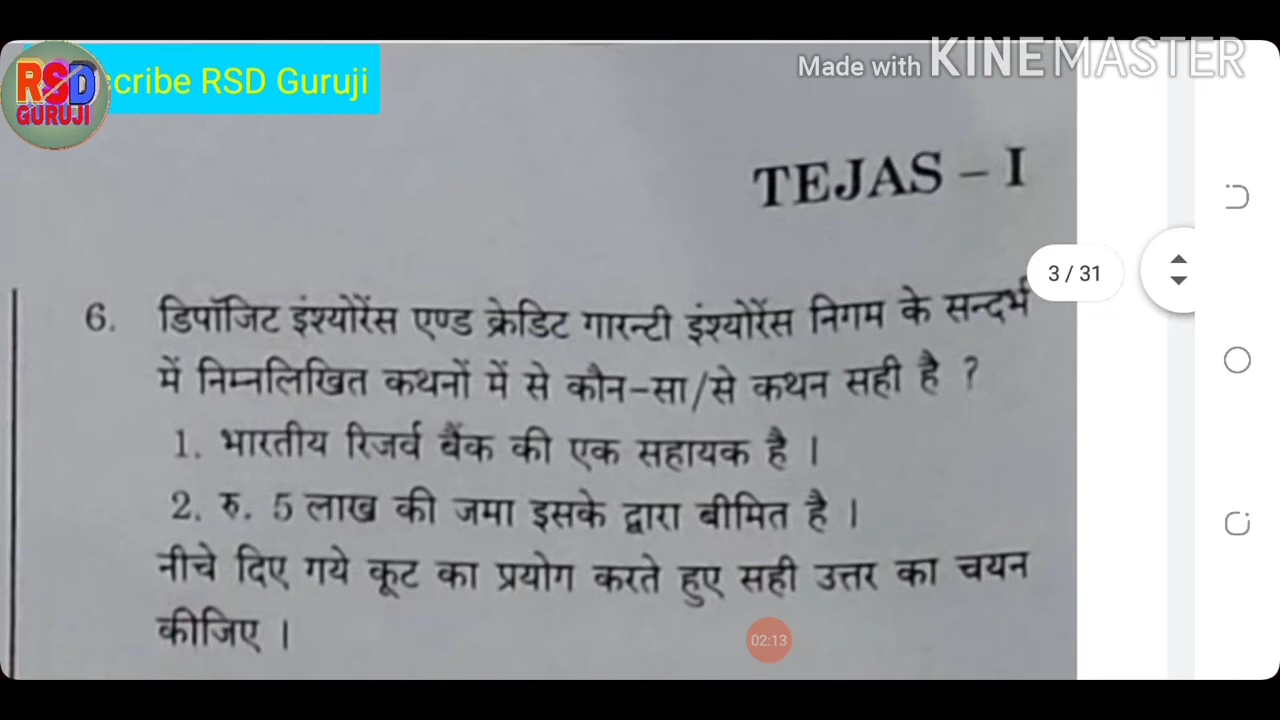 RSD
GURUJI
cribe RSD Guruji
Made with KINEMASTER
TEJAS – I
3 / 31
6. डिपॉजिट इंश्योरेंस एण्ड क्रेडिट गारन्टी इंश्योरेंस निगम के सन्दर्भ
में निम्नलिखित कथनों में से कौन-सा/से कथन सही है ?
1. भारतीय रिजर्व बैंक की एक सहायक है ।
2. रु. 5 लाख की जमा इसके द्वारा बीमित है ।
नीचे दिए गये कूट का प्रयोग करते हुए सही उत्तर का चयन
कीजिए ।
02:13